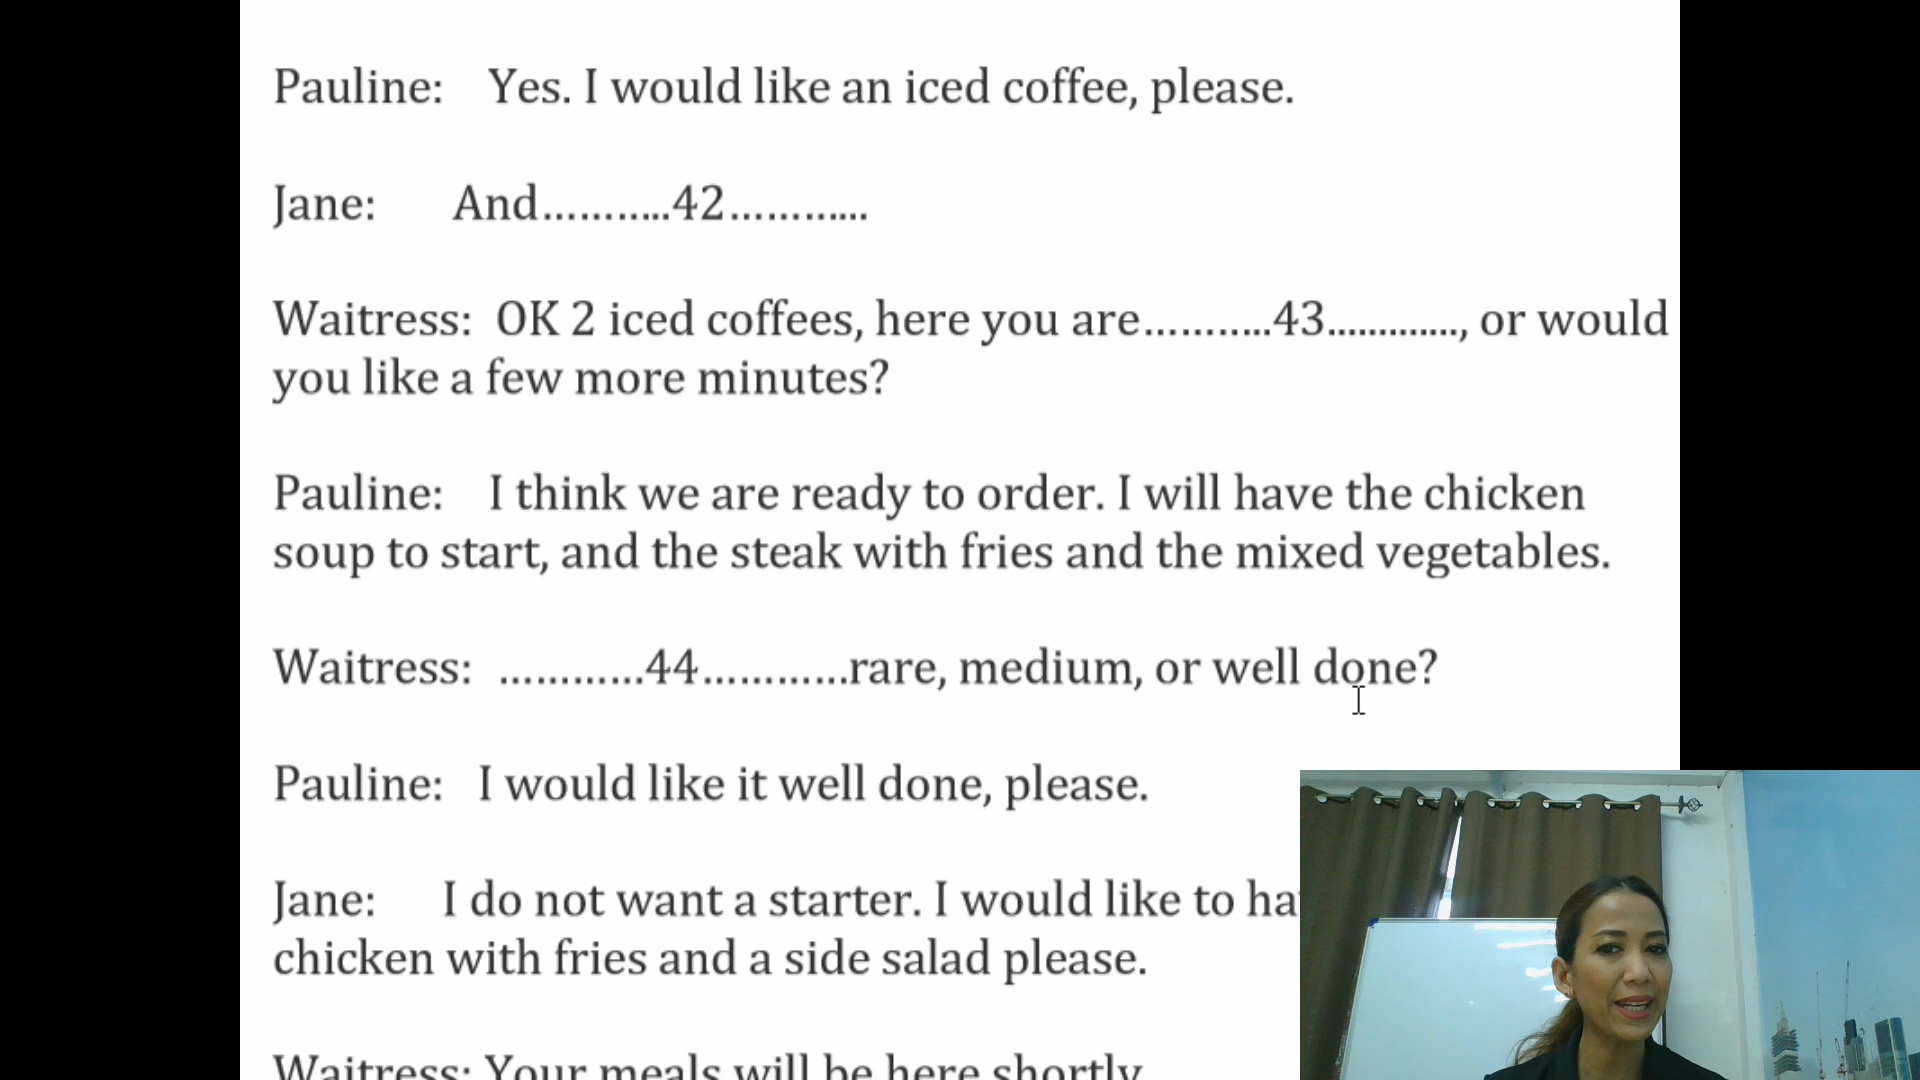 Pauline: Yes. I would like an iced coffee, please.
Jane: And………..42…………...
Waitress: OK 2 iced coffees, here you are………..43............., or would
you like a few more minutes?
Pauline: I think we are ready to order. I will have the chicken
soup to start, and the steak with fries and the mixed vegetables.
Waitress: …………44…………rare, medium, or well done?
Pauline: I would like it well done, please.
Jane: I do not want a starter. I would like to
chicken with fries and a side salad please.
Waitress: Your meals will be here shortly